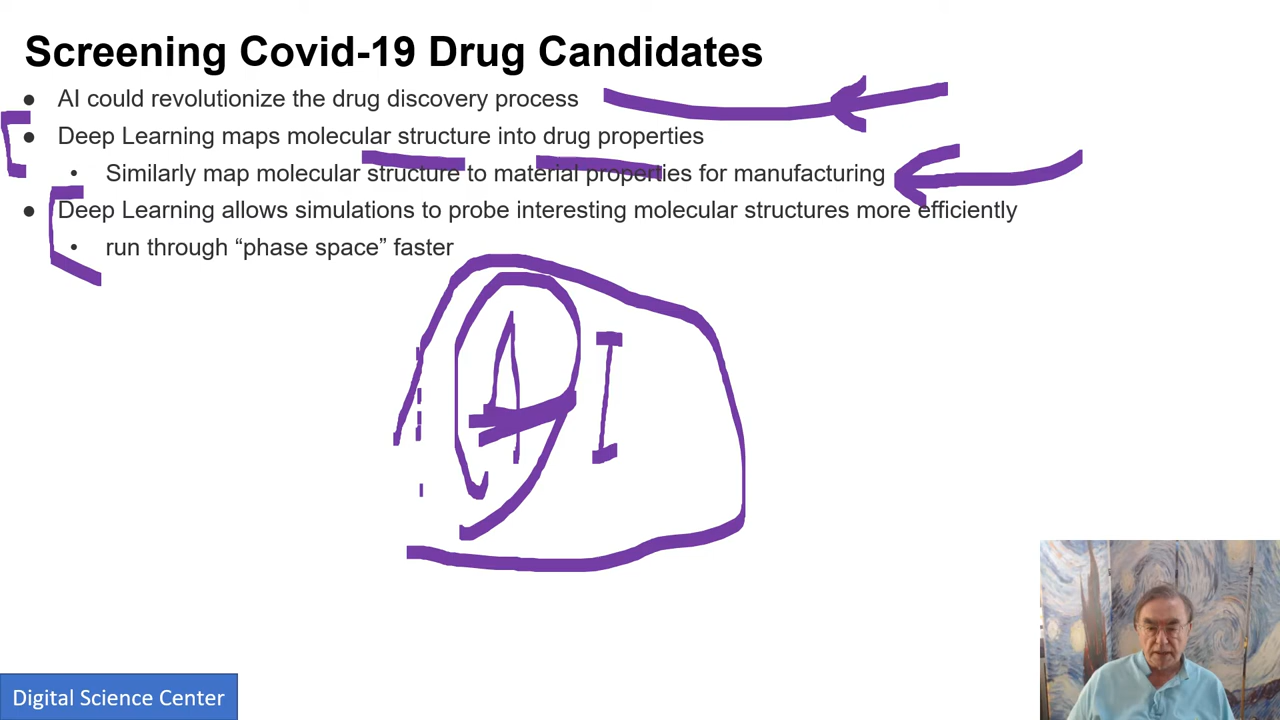 Screening Covid-19 Drug Candidates
● AI could revolutionize the drug discovery process
● Deep Learning maps molecular structure into drug properties
• Similarly map molecular structure to material properties for manufacturing
● Deep Learning allows simulations to probe interesting molecular structures more efficiently
• run through “phase space” faster
AI
Digital Science Center